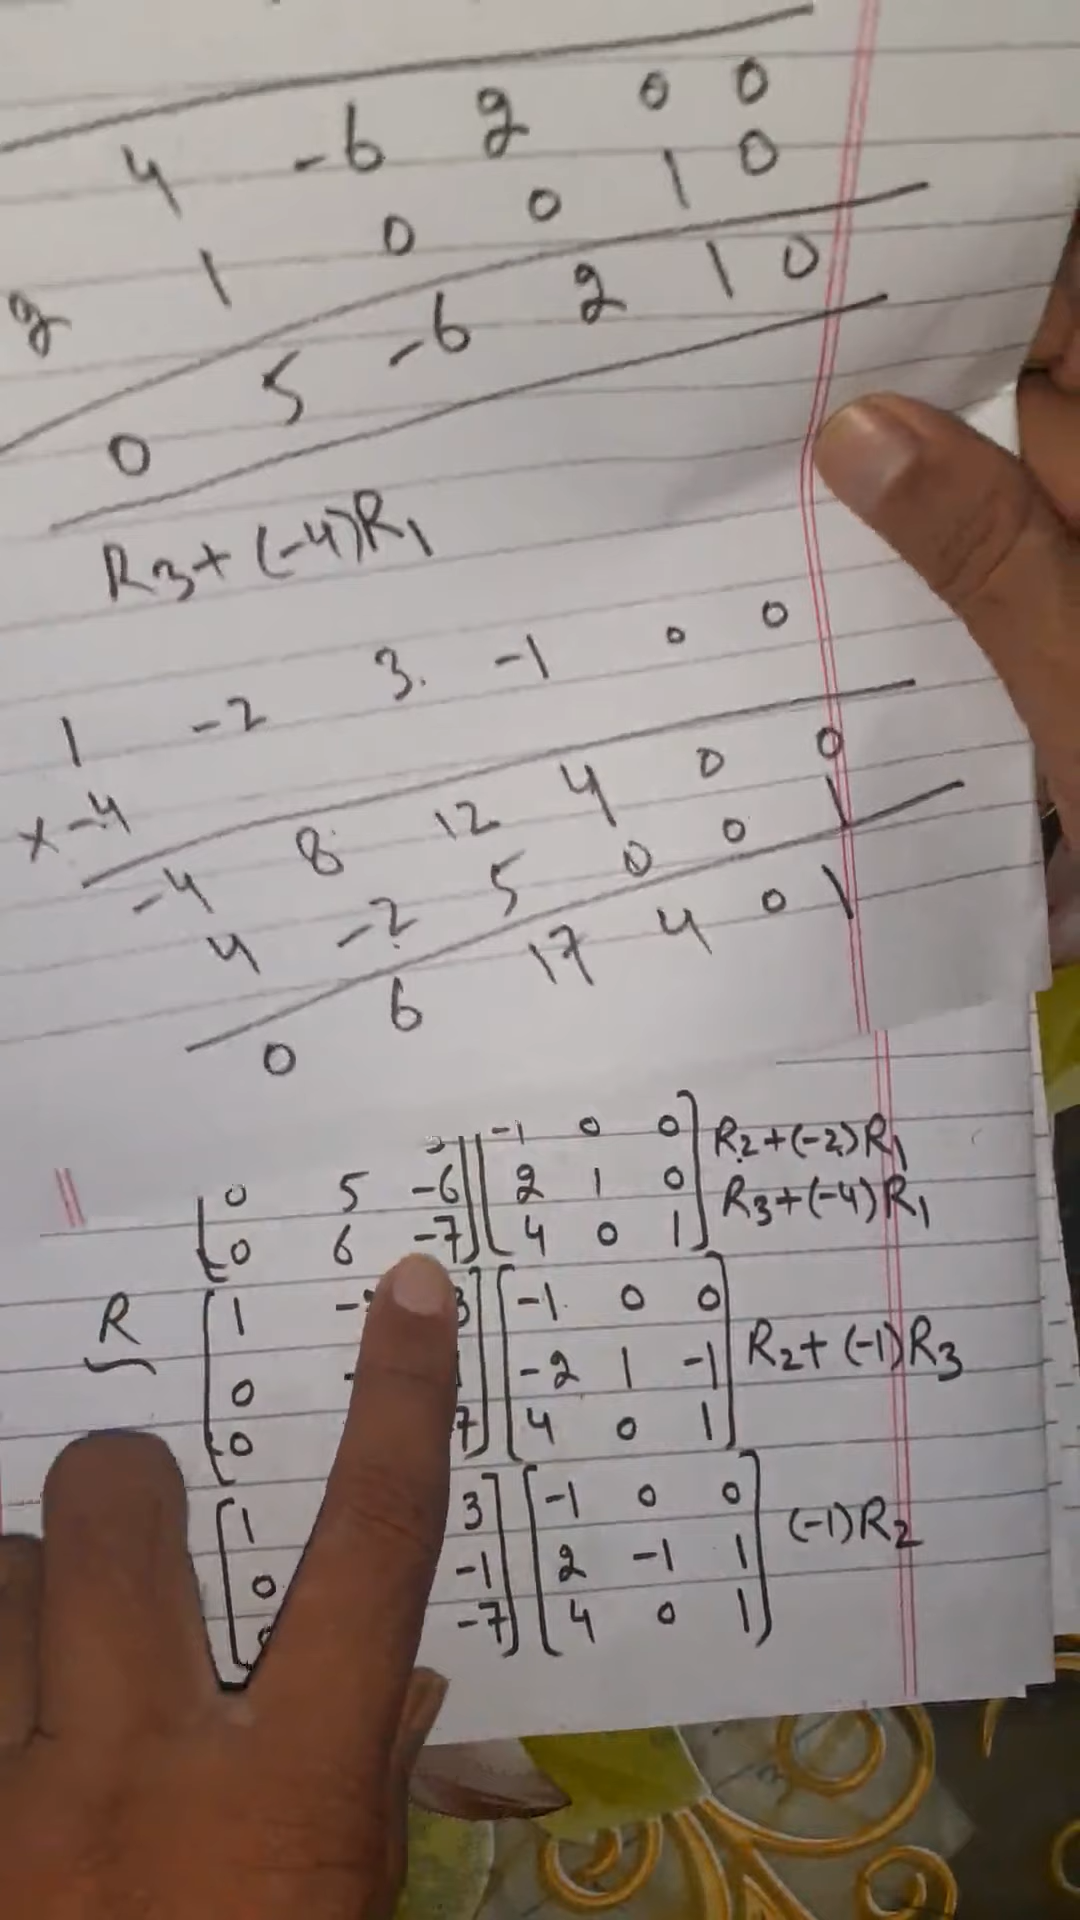 4 -6 2 0 0
2 1 0 0 1 0
0 5 -6 2 1 0
R3+(-4)R1
1 -2 3. -1 0 0
x-4
-4 8 12 4 0 0
4 -2 5 0 0 1
0 6 17 4 0 1
-1 0 0] R2+(-2)R1
[0 5 -6][2 1 0] R3+(-4)R1
0 6 -7][4 0 1]
R [1 3][-1 0 0]
0 [-2 1 -1] R2+(-1)R3
0 7][4 0 1]
[1 3][-1 0 0] (-1)R2
0 -1][2 -1 1]
-7][4 0 1]